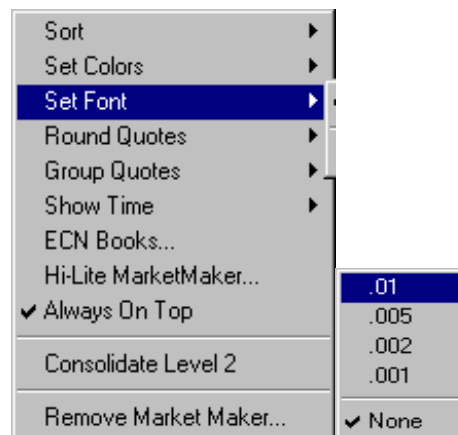 Sort
Set Colors
Set Font
Round Quotes
Group Quotes
Show Time
ECN Books...
Hi-Lite MarketMaker...
Always On Top
Consolidate Level 2
Remove Market Maker...
.01
.005
.002
.001
None